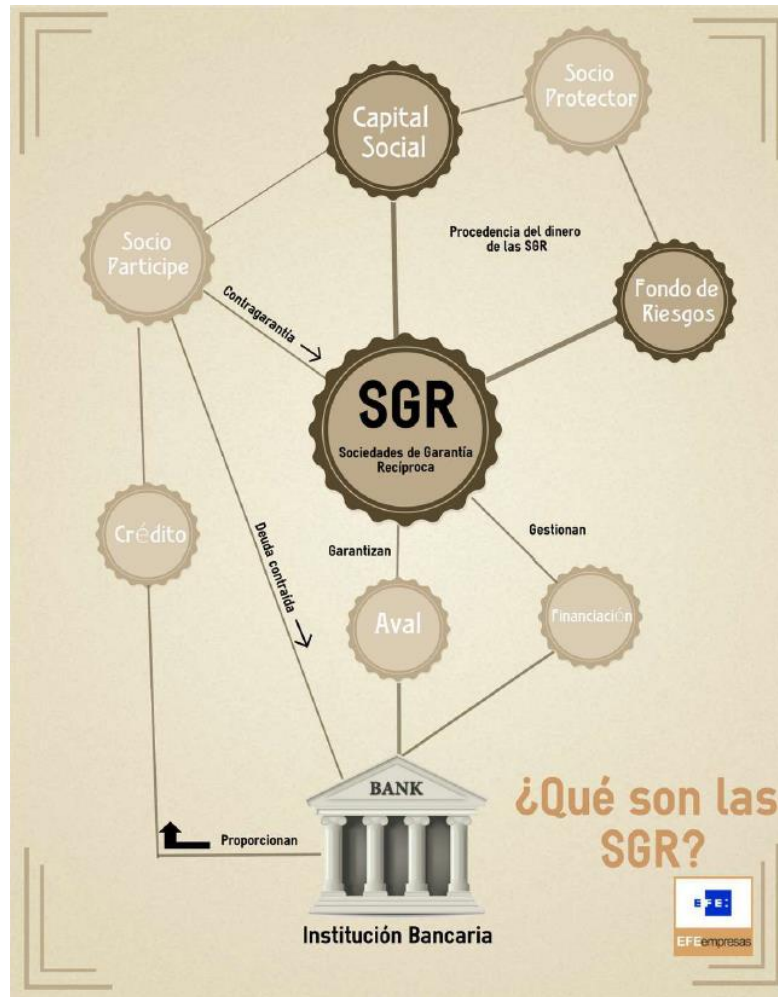 Socio
Protector
Capital
Social
Procedencia del dinero
de las SGR
Socio
Participe
Fondo de
Riesgos
Contragarantía
SGR
Sociedades de Garantía
Recíproca
Crédito
Deuda contraída
Garantizan
Gestionan
Aval
Financiación
BANK
Proporcionan
Institución Bancaria
¿Qué son las
SGR?
EFE:
EFEempresas